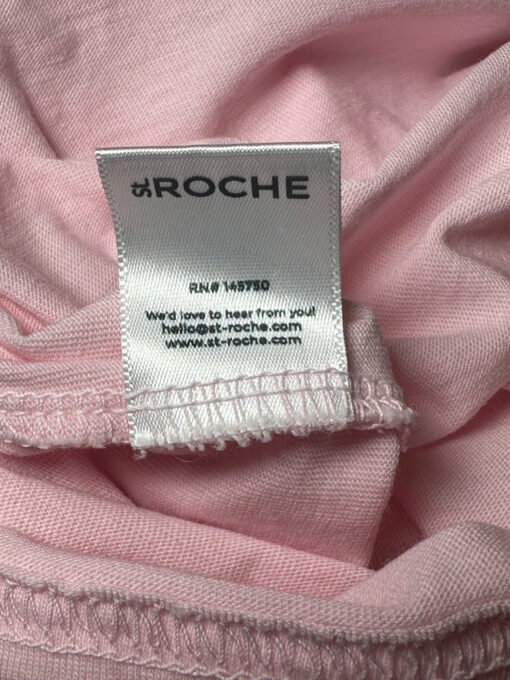 St. ROCHE
RN# 145750
We'd love to hear from you!
hello@st-roche.com
www.st-roche.com